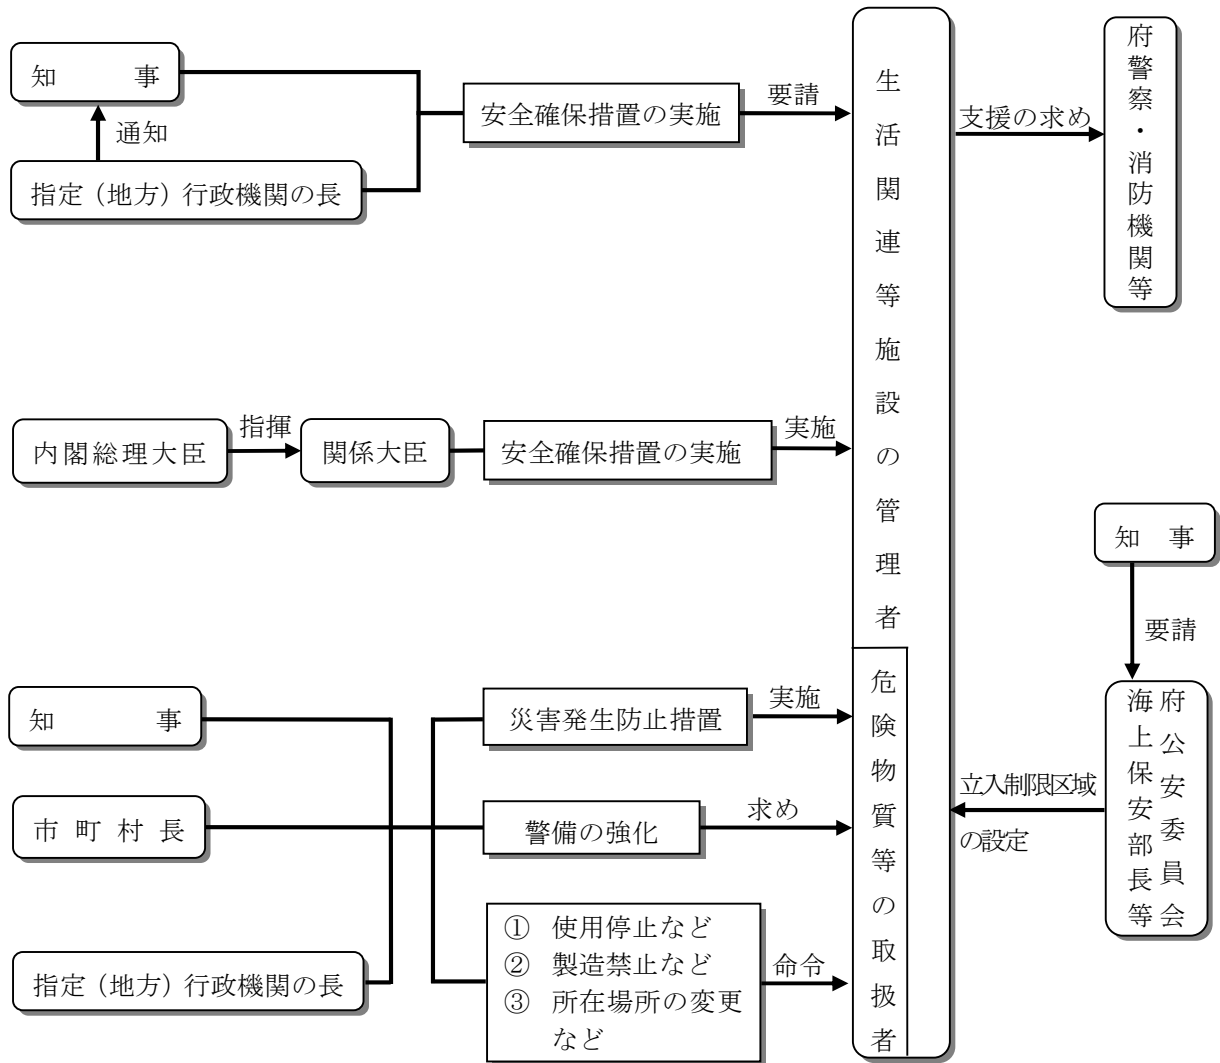 知　　　事
通知
指定（地方）行政機関の長
安全確保措置の実施
要請
生活関連等施設の管理者
支援の求め
府警察・消防機関等
内閣総理大臣
指揮
関係大臣
安全確保措置の実施
実施
知　事
要請
府公安委員会
海上保安部長等
立入制限区域
の設定
知　　　　事
市 町 村 長
指定（地方）行政機関の長
災害発生防止措置
実施
警備の強化
求め
①　使用停止など
②　製造禁止など
③　所在場所の変更
など
命令
危険物質等の取扱者